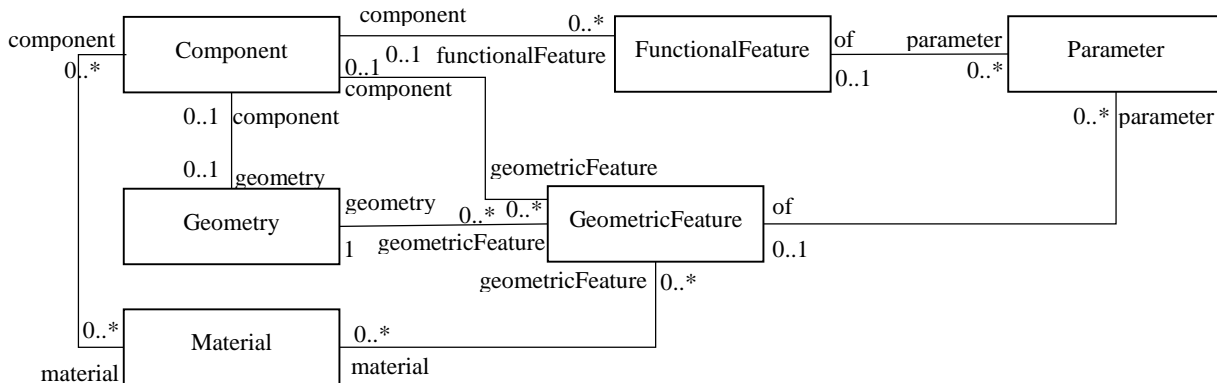 component
0..*
component
Component
FunctionalFeature
of
parameter
Parameter
0..*
0..1
functionalFeature
0..1
0..1
0..*
component
0..1
component
0..*
parameter
0..1
geometry
geometricFeature
geometry
0..*
0..*
of
Geometry
GeometricFeature
1
geometricFeature
0..1
geometricFeature
0..*
0..*
Material
0..*
material
material